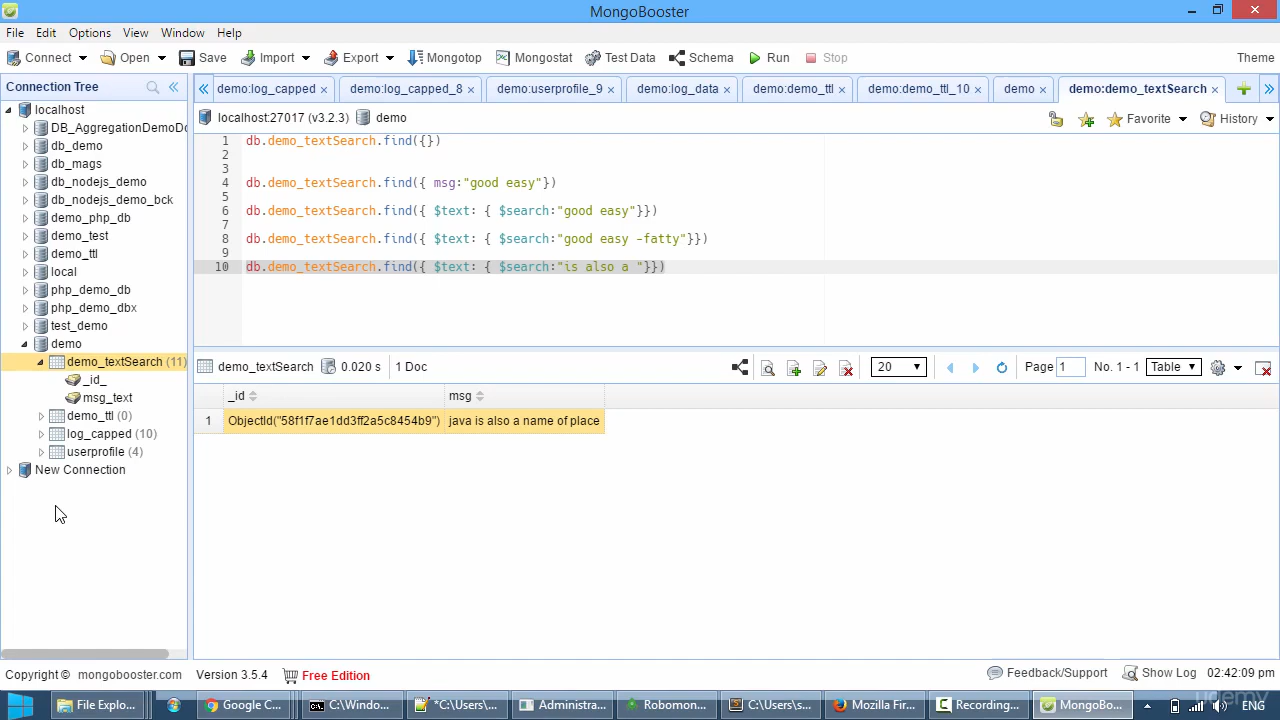 MongoBooster
File Edit Options View Window Help
Connect Open Save Import Export Mongotop Mongostat Test Data Schema Run Stop Theme
Connection Tree
demo:log_capped × demo:log_capped_8 × demo:userprofile_9 × demo:log_data × demo:demo_ttl × demo:demo_ttl_10 × demo × demo:demo_textSearch ×
localhost:27017 (v3.2.3) demo Favorite History
localhost
DB_AggregationDemoDo
db_demo
db_mags
db_nodejs_demo
db_nodejs_demo_bck
demo_php_db
demo_test
demo_ttl
local
php_demo_db
php_demo_dbx
test_demo
demo
demo_textSearch (11)
_id_
msg_text
demo_ttl (0)
log_capped (10)
userprofile (4)
New Connection
1 db.demo_textSearch.find({})
2
3
4 db.demo_textSearch.find({ msg:"good easy"})
5
6 db.demo_textSearch.find({ $text: { $search:"good easy"}})
7
8 db.demo_textSearch.find({ $text: { $search:"good easy -fatty"}})
9
10 db.demo_textSearch.find({ $text: { $search:"is also a "}})
demo_textSearch 0.020 s 1 Doc 20 Page 1 No. 1 - 1 Table
_id msg
1 ObjectId("58f1f7ae1dd3ff2a5c8454b9") java is also a name of place
Copyright © mongobooster.com Version 3.5.4 Free Edition Feedback/Support Show Log 02:42:09 pm
File Explo... Google C... C:\Windo... *C:\Users\... Administra... Robomon... C:\Users\s... Mozilla Fir... Recording... MongoBo... ENG
udemy